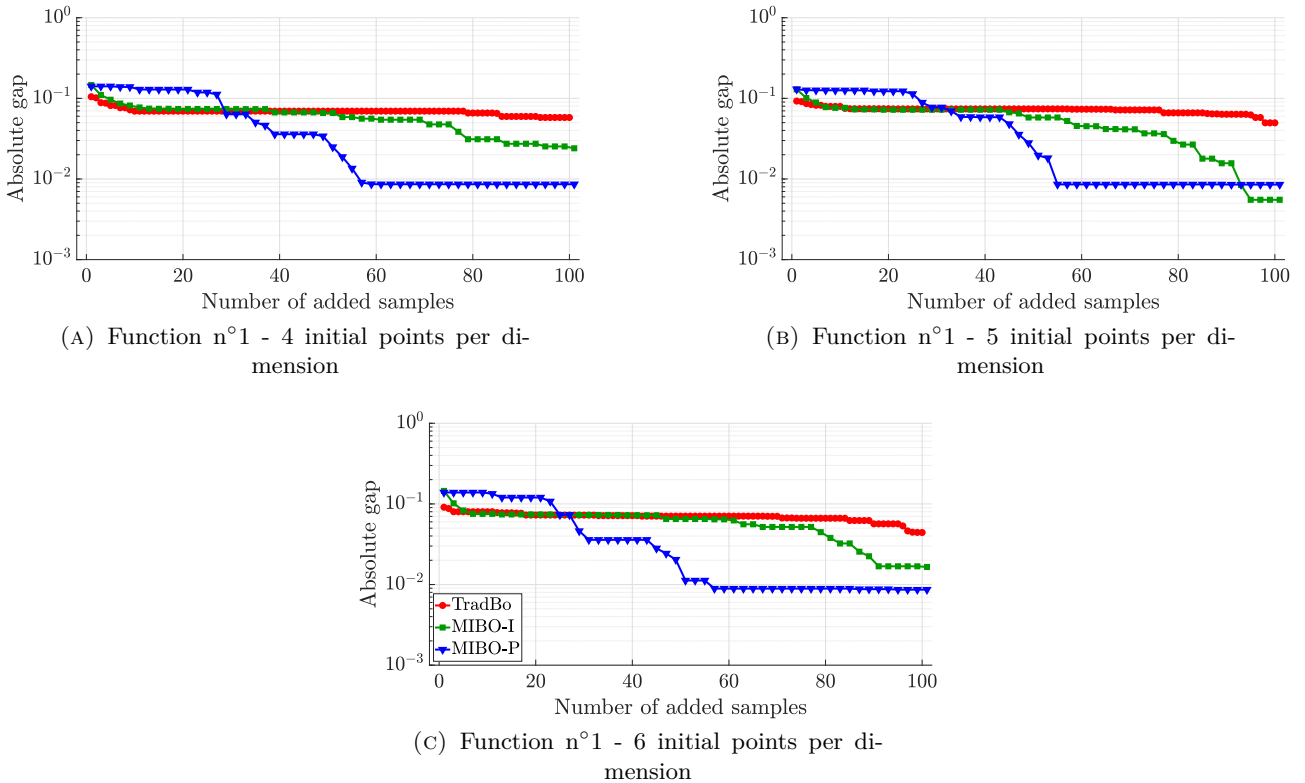 10^0
10^-1
10^-2
10^-3
Absolute gap
0 20 40 60 80 100
Number of added samples
(A) Function n°1 - 4 initial points per di-
mension
10^0
10^-1
10^-2
10^-3
Absolute gap
0 20 40 60 80 100
Number of added samples
(B) Function n°1 - 5 initial points per di-
mension
10^0
10^-1
10^-2
10^-3
Absolute gap
TradBo
MIBO-I
MIBO-P
0 20 40 60 80 100
Number of added samples
(C) Function n°1 - 6 initial points per di-
mension